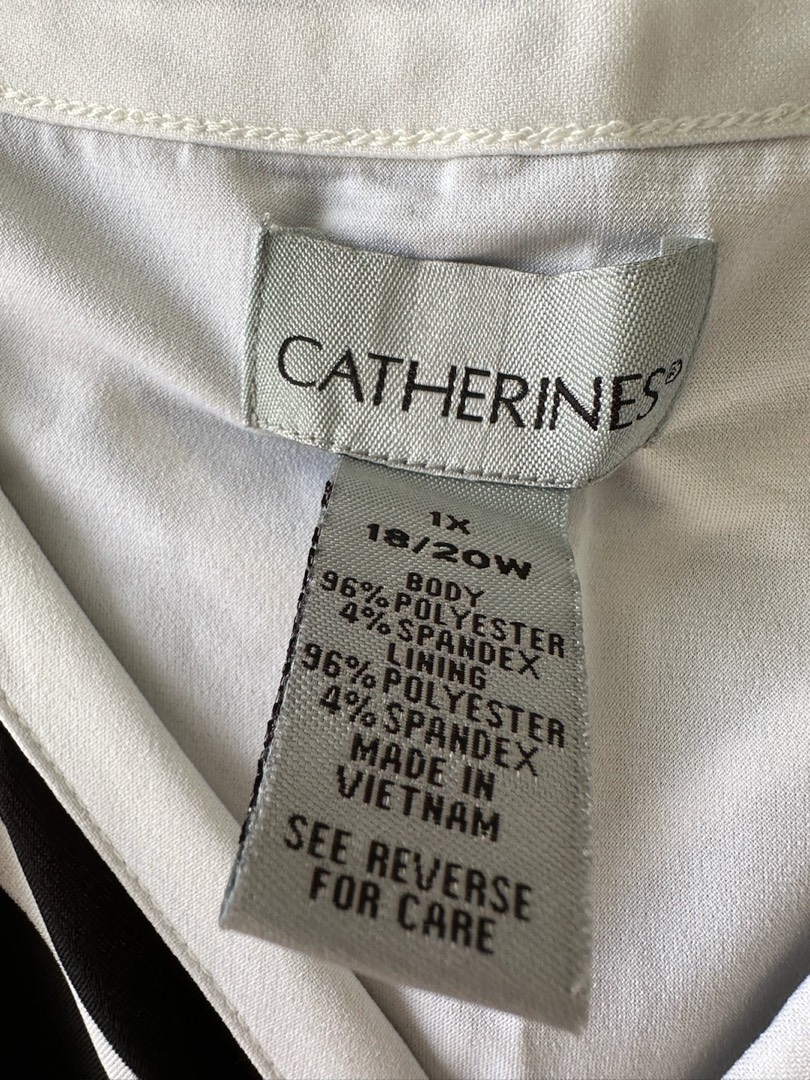 CATHERINES®
1X
18/20W
BODY
96% POLYESTER
4% SPANDEX
LINING
96% POLYESTER
4% SPANDEX
MADE IN
VIETNAM
SEE REVERSE
FOR CARE